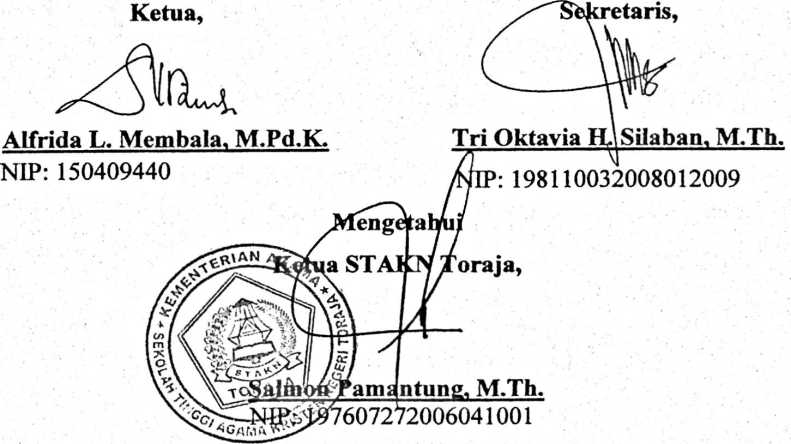 Ketua,
Sekretaris,
Alfrida L. Membala, M.Pd.K.
Tri Oktavia H. Silaban, M.Th.
NIP: 150409440
NIP: 198110032008012009
Mengetahui
Ketua STAKN Toraja,
KEMENTERIAN AGAMA
SEKOLAH TINGGI AGAMA KRISTEN NEGERI TORAJA
STAKN
TORAJA
Salmon Pamantung, M.Th.
NIP: 197607272006041001